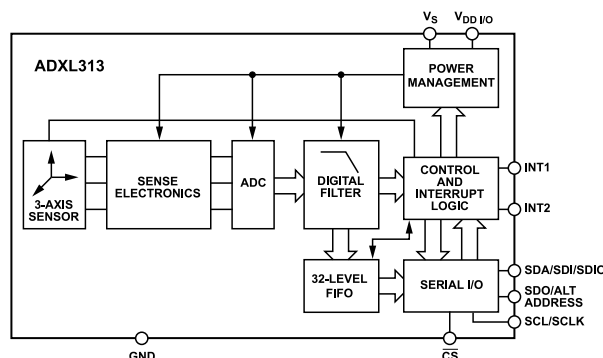 VS
VDD I/O
ADXL313
POWER
MANAGEMENT
3-AXIS
SENSOR
SENSE
ELECTRONICS
ADC
DIGITAL
FILTER
CONTROL
AND
INTERRUPT
LOGIC
INT1
INT2
32-LEVEL
FIFO
SERIAL I/O
SDA/SDI/SDIO
SDO/ALT
ADDRESS
SCL/SCLK
GND
CS